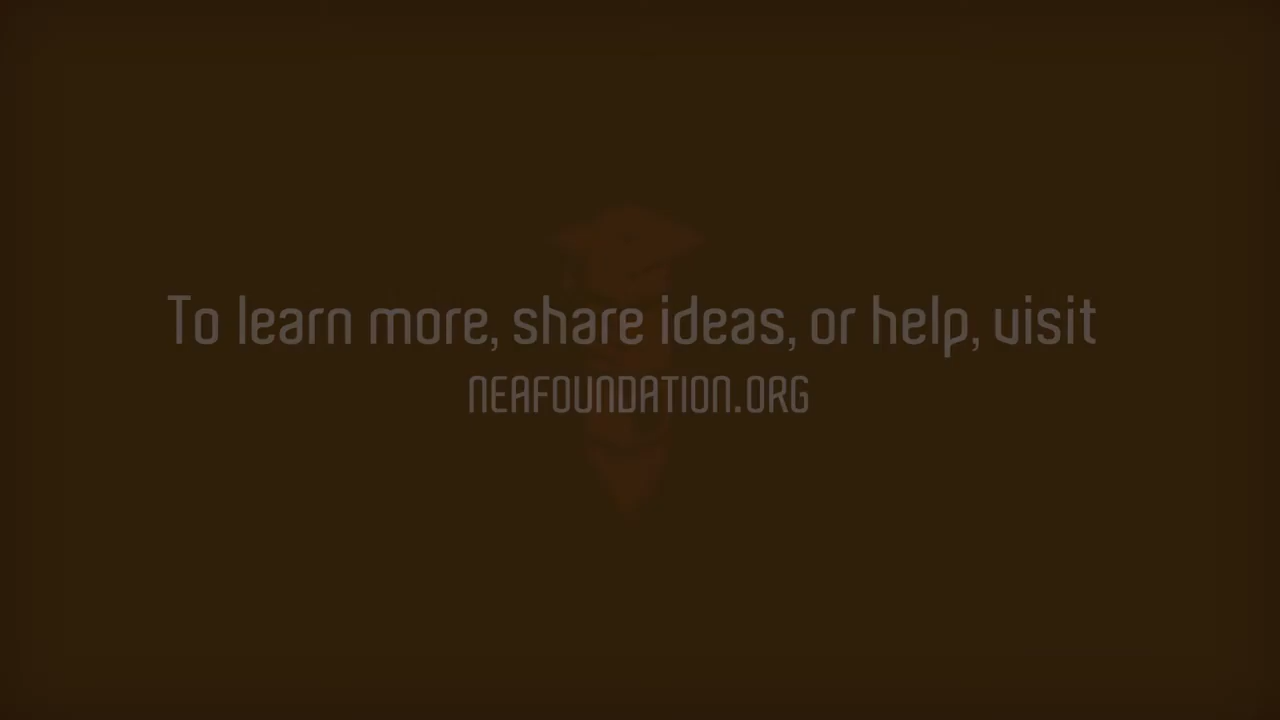 To learn more, share ideas, or help, visit
NEAFOUNDATION.ORG